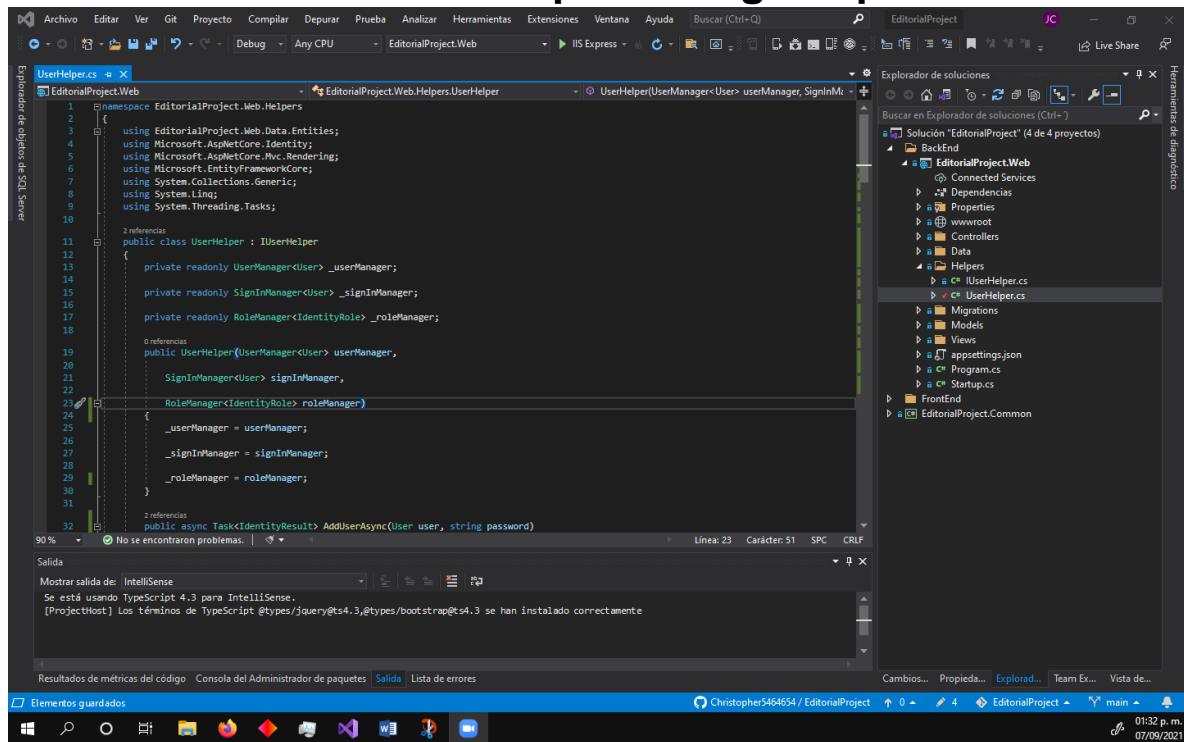 Archivo Editar Ver Git Proyecto Compilar Depurar Prueba Analizar Herramientas Extensiones Ventana Ayuda Buscar (Ctrl+Q) EditorialProject JC
Debug Any CPU EditorialProject.Web IIS Express Live Share
Explorador de objetos de SQL Server
UserHelper.cs
EditorialProject.Web EditorialProject.Web.Helpers.UserHelper UserHelper(UserManager<User> userManager, SignInMa
1 namespace EditorialProject.Web.Helpers
2 {
3 using EditorialProject.Web.Data.Entities;
4 using Microsoft.AspNetCore.Identity;
5 using Microsoft.AspNetCore.Mvc.Rendering;
6 using Microsoft.EntityFrameworkCore;
7 using System.Collections.Generic;
8 using System.Linq;
9 using System.Threading.Tasks;
10
2 referencias
11 public class UserHelper : IUserHelper
12 {
13 private readonly UserManager<User> _userManager;
14
15 private readonly SignInManager<User> _signInManager;
16
17 private readonly RoleManager<IdentityRole> _roleManager;
18
0 referencias
19 public UserHelper(UserManager<User> userManager,
20
21 SignInManager<User> signInManager,
22
23 RoleManager<IdentityRole> roleManager)
24 {
25 _userManager = userManager;
26
27 _signInManager = signInManager;
28
29 _roleManager = roleManager;
30 }
31
2 referencias
32 public async Task<IdentityResult> AddUserAsync(User user, string password)
90 % No se encontraron problemas. Línea: 23 Carácter: 51 SPC CRLF
Salida
Mostrar salida de: IntelliSense
Se está usando TypeScript 4.3 para IntelliSense.
[ProjectHost] Los términos de TypeScript @types/jquery@ts4.3,@types/bootstrap@ts4.3 se han instalado correctamente
Resultados de métricas del código Consola del Administrador de paquetes Salida Lista de errores
Explorador de soluciones
Buscar en Explorador de soluciones (Ctrl+´)
Solución "EditorialProject" (4 de 4 proyectos)
BackEnd
EditorialProject.Web
Connected Services
Dependencias
Properties
wwwroot
Controllers
Data
Helpers
C# IUserHelper.cs
C# UserHelper.cs
Migrations
Models
Views
appsettings.json
C# Program.cs
C# Startup.cs
FrontEnd
C# EditorialProject.Common
Herramientas de diagnóstico
Cambios... Propieda... Explorad... Team Ex... Vista de...
Elementos guardados Christopher5464654 / EditorialProject 0 4 EditorialProject main
01:32 p. m.
07/09/2021